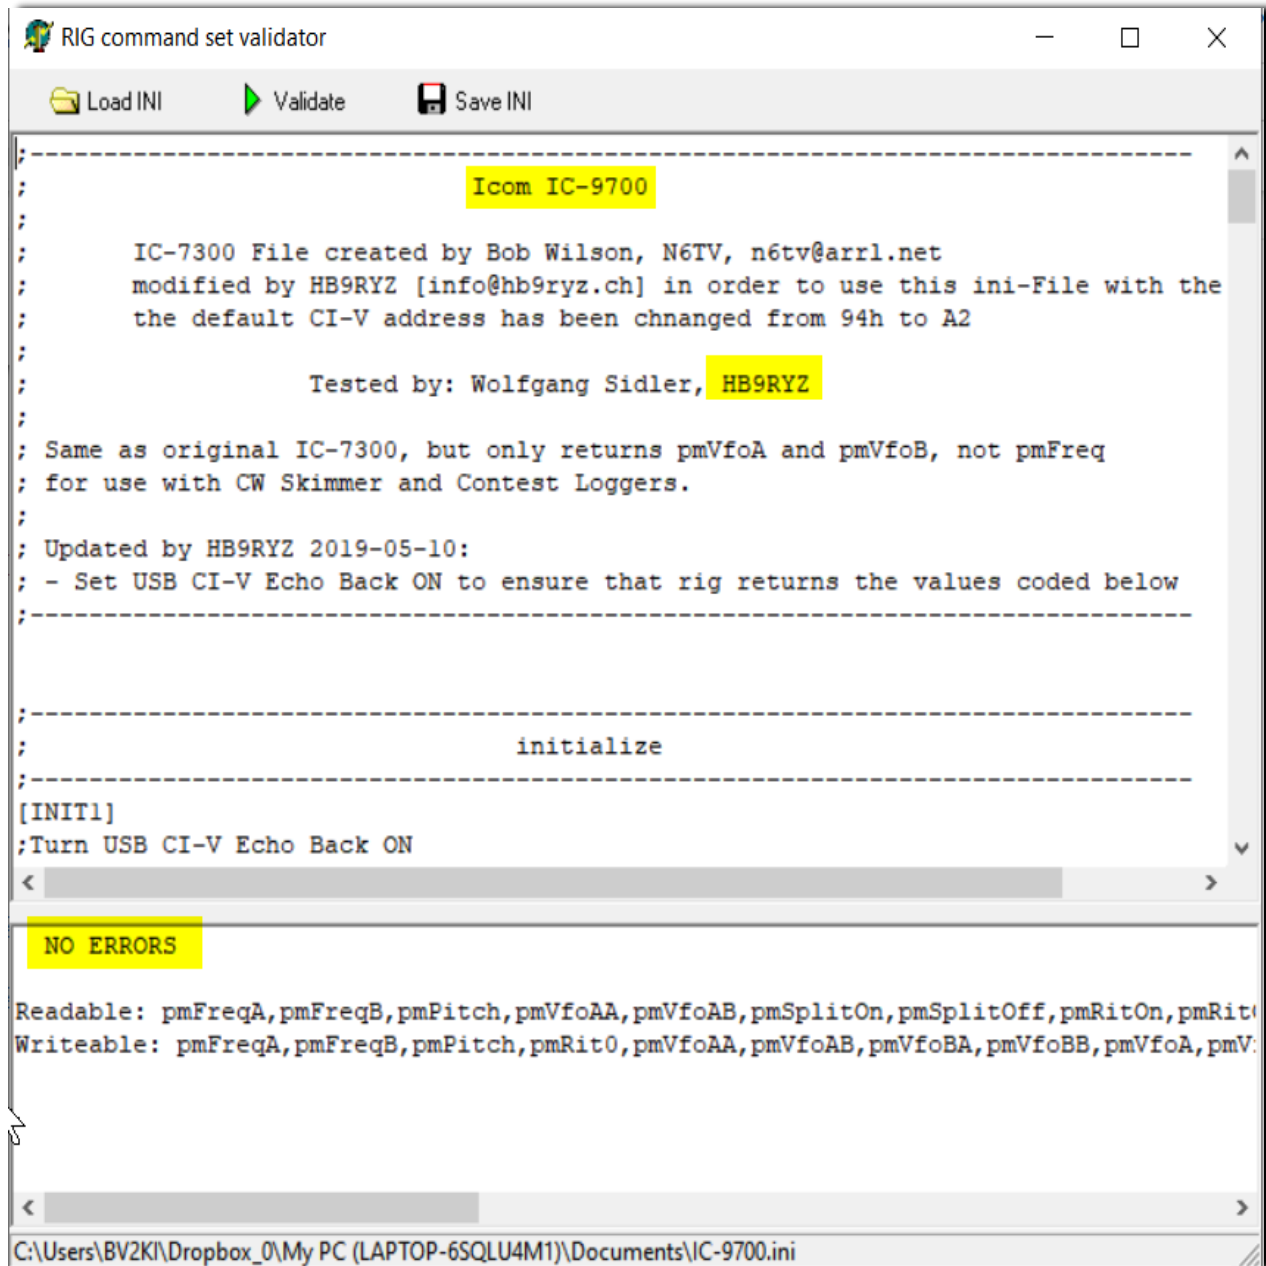 RIG command set validator
Load INI Validate Save INI
;-------------------------------------------------------------------------------
; Icom IC-9700
;
; IC-7300 File created by Bob Wilson, N6TV, n6tv@arrl.net
; modified by HB9RYZ [info@hb9ryz.ch] in order to use this ini-File with the
; the default CI-V address has been chnanged from 94h to A2
;
; Tested by: Wolfgang Sidler, HB9RYZ
;
; Same as original IC-7300, but only returns pmVfoA and pmVfoB, not pmFreq
; for use with CW Skimmer and Contest Loggers.
;
; Updated by HB9RYZ 2019-05-10:
; - Set USB CI-V Echo Back ON to ensure that rig returns the values coded below
;-------------------------------------------------------------------------------
;-------------------------------------------------------------------------------
; initialize
;-------------------------------------------------------------------------------
[INIT1]
;Turn USB CI-V Echo Back ON
NO ERRORS
Readable: pmFreqA,pmFreqB,pmPitch,pmVfoAA,pmVfoAB,pmSplitOn,pmSplitOff,pmRitOn,pmRit
Writeable: pmFreqA,pmFreqB,pmPitch,pmRit0,pmVfoAA,pmVfoAB,pmVfoBA,pmVfoBB,pmVfoA,pmV
C:\Users\BV2KI\Dropbox_0\My PC (LAPTOP-6SQLU4M1)\Documents\IC-9700.ini